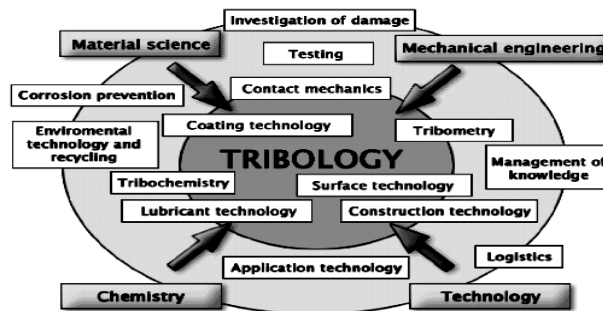 Investigation of damage
Material science
Mechanical engineering
Testing
Contact mechanics
Corrosion prevention
Coating technology
Tribometry
Enviromental
technology and
recycling
TRIBOLOGY
Management of
knowledge
Tribochemistry
Surface technology
Lubricant technology
Construction technology
Logistics
Application technology
Chemistry
Technology